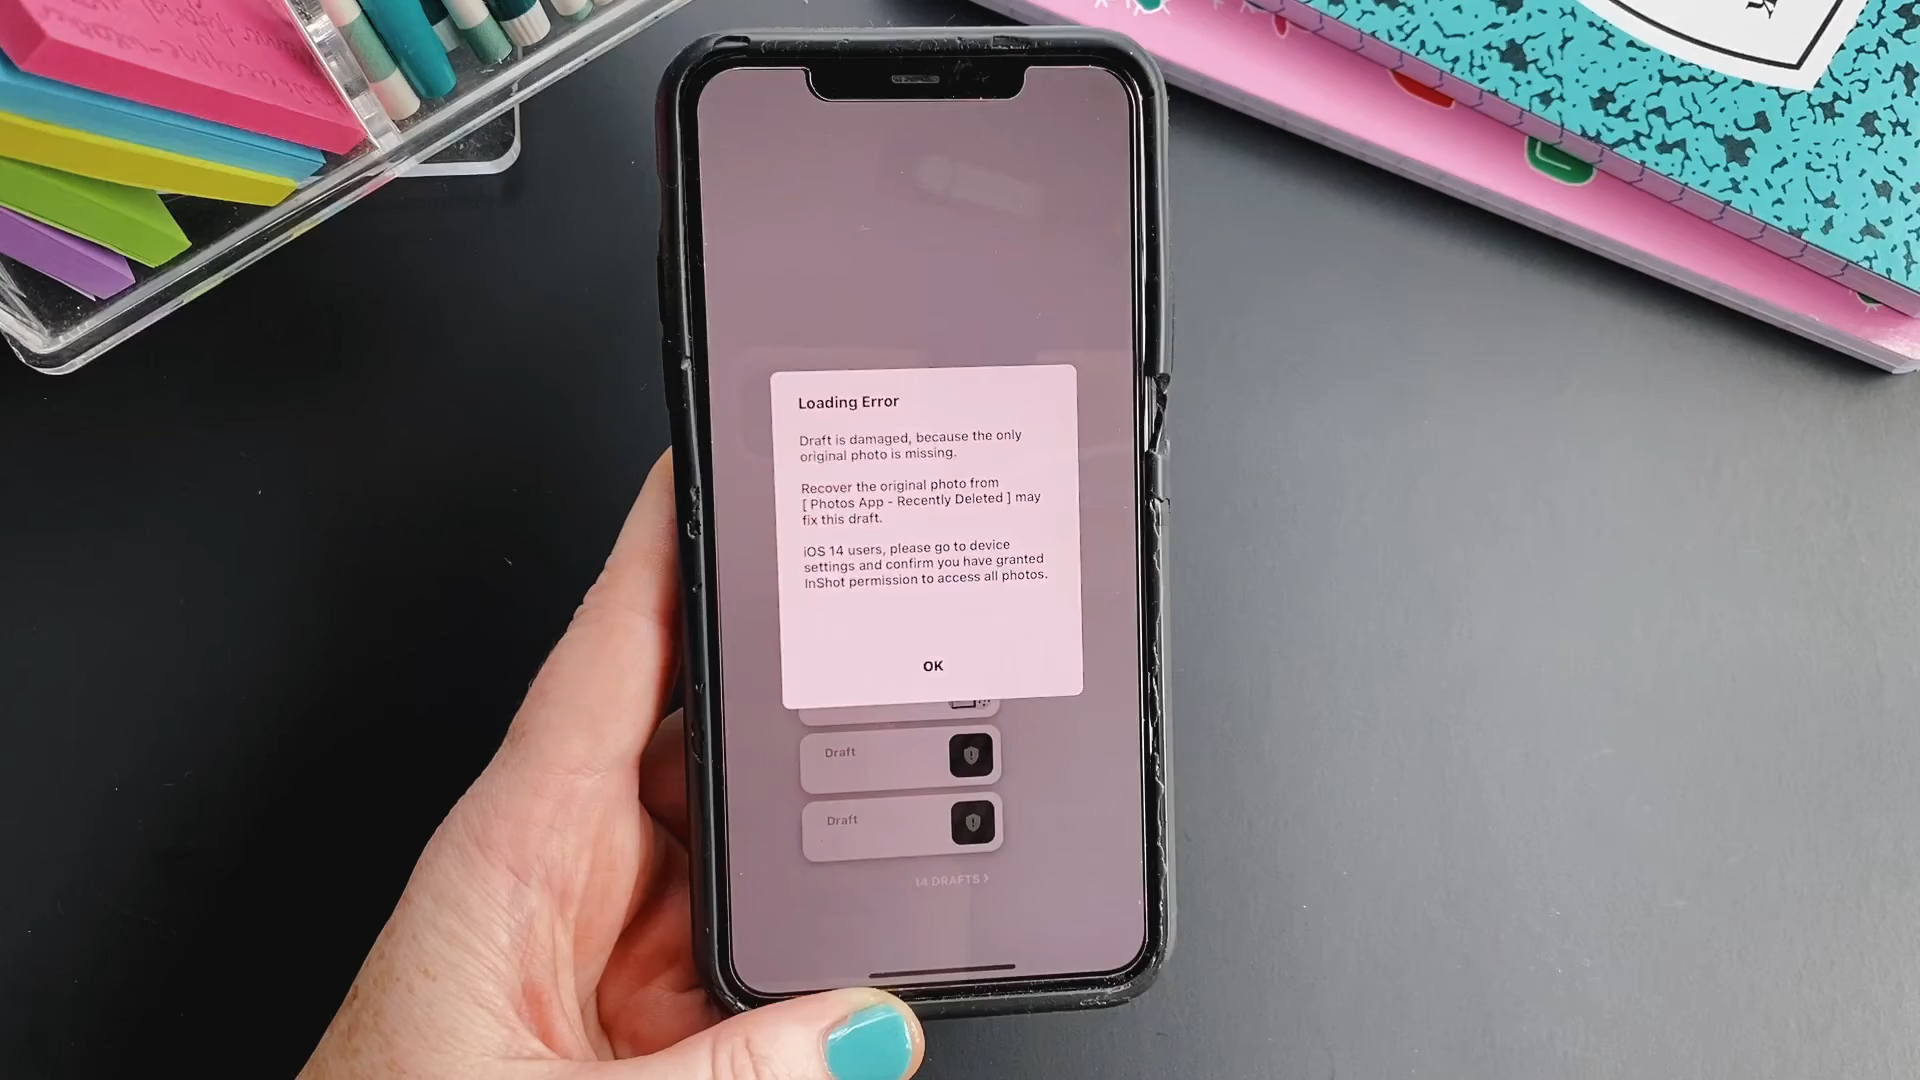 Loading Error
Draft is damaged, because the only
original photo is missing.
Recover the original photo from
[ Photos App - Recently Deleted ] may
fix this draft.
iOS 14 users, please go to device
settings and confirm you have granted
InShot permission to access all photos.
OK
Draft
Draft
14 DRAFTS >